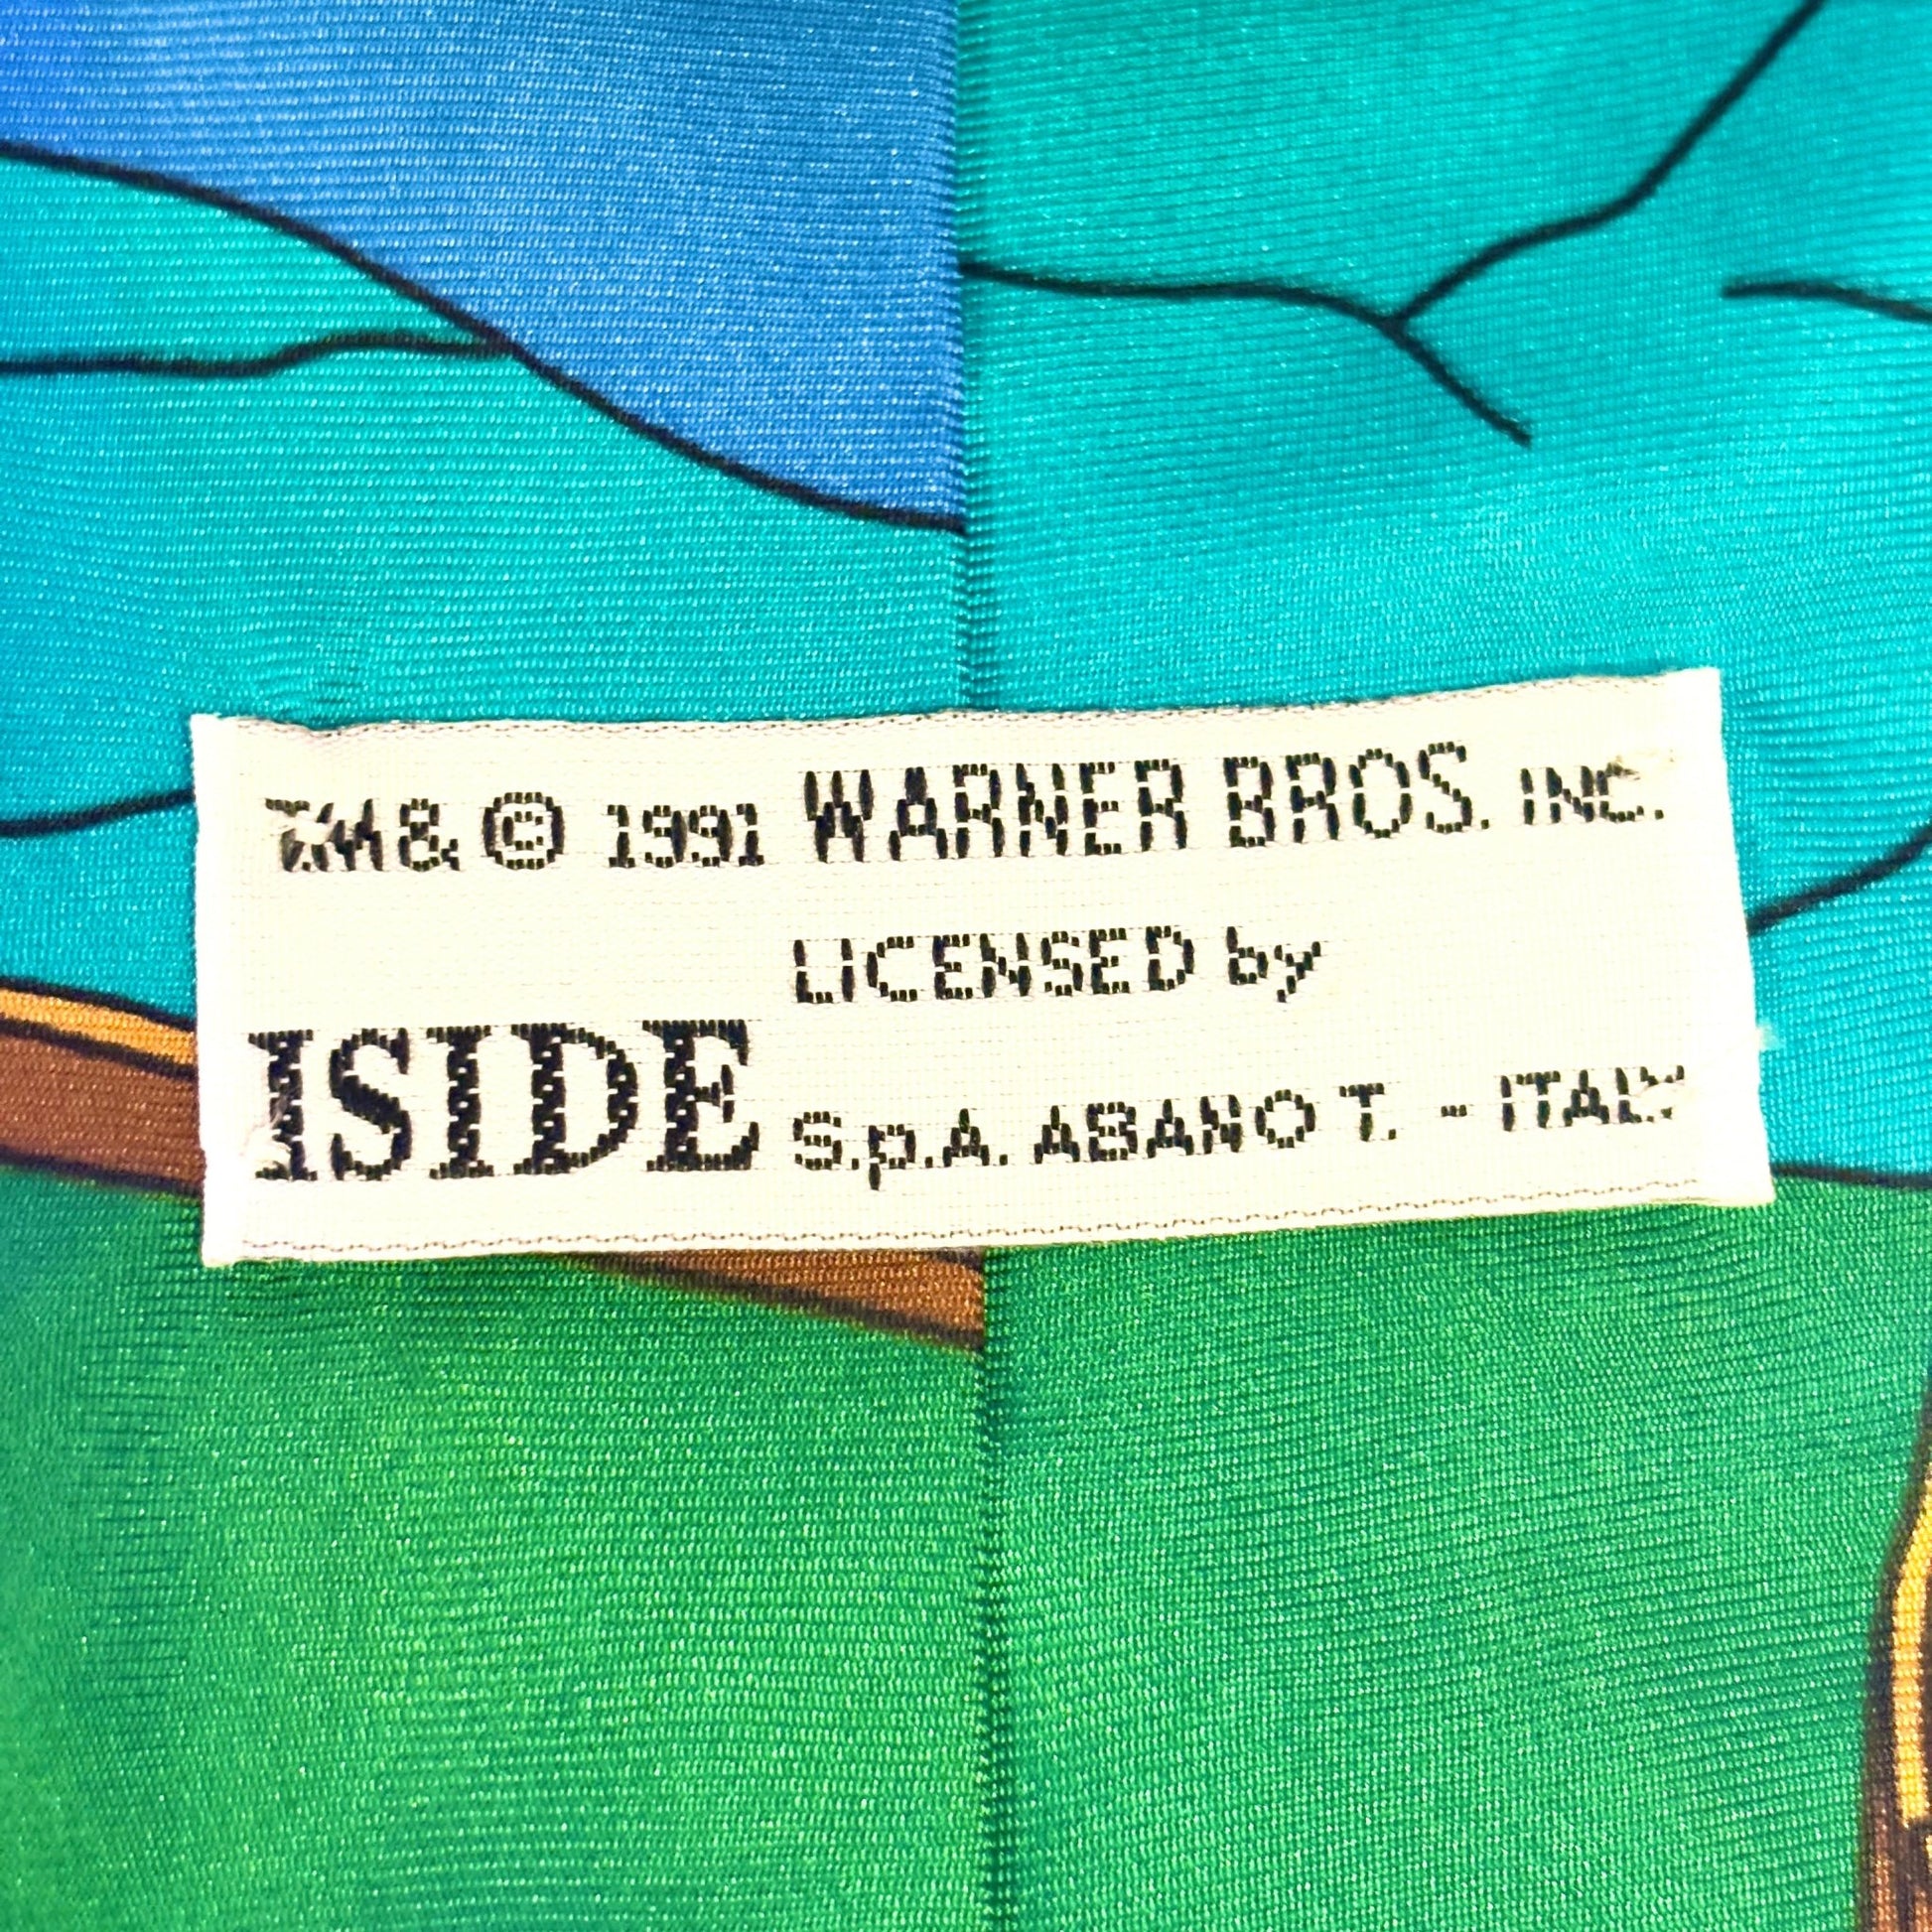 TM & © 1991 WARNER BROS. INC.
LICENSED by
ISIDE S.p.A. ABANO T. - ITALY